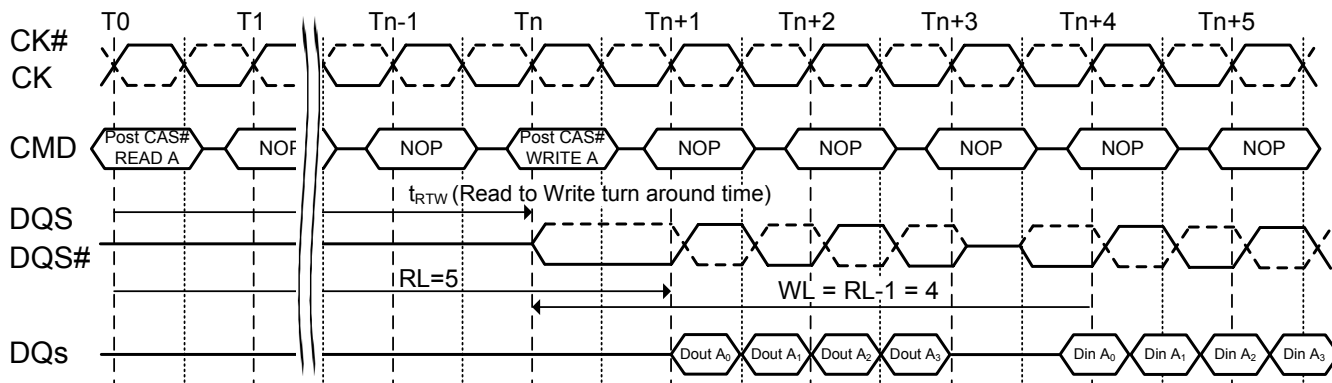 T0 T1 Tn-1 Tn Tn+1 Tn+2 Tn+3 Tn+4 Tn+5
CK#
CK
CMD Post CAS# READ A NOP NOP Post CAS# WRITE A NOP NOP NOP NOP NOP
tRTW (Read to Write turn around time)
DQS
DQS#
RL=5 WL = RL-1 = 4
DQs Dout A0 Dout A1 Dout A2 Dout A3 Din A0 Din A1 Din A2 Din A3